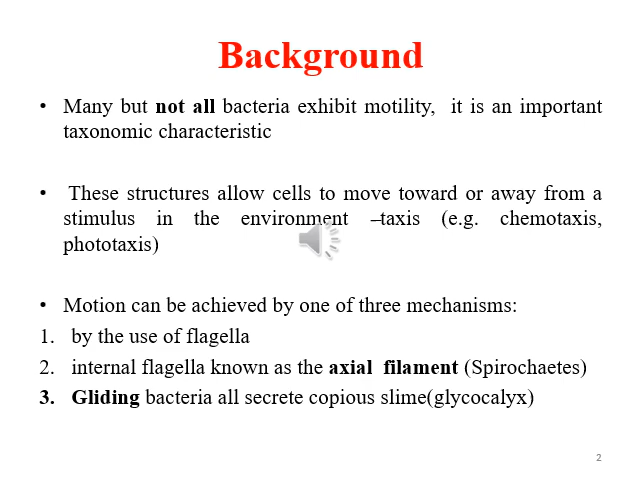 Background
• Many but not all bacteria exhibit motility, it is an important
taxonomic characteristic
• These structures allow cells to move toward or away from a
stimulus in the environment –taxis (e.g. chemotaxis,
phototaxis)
• Motion can be achieved by one of three mechanisms:
1. by the use of flagella
2. internal flagella known as the axial filament (Spirochaetes)
3. Gliding bacteria all secrete copious slime(glycocalyx)
2